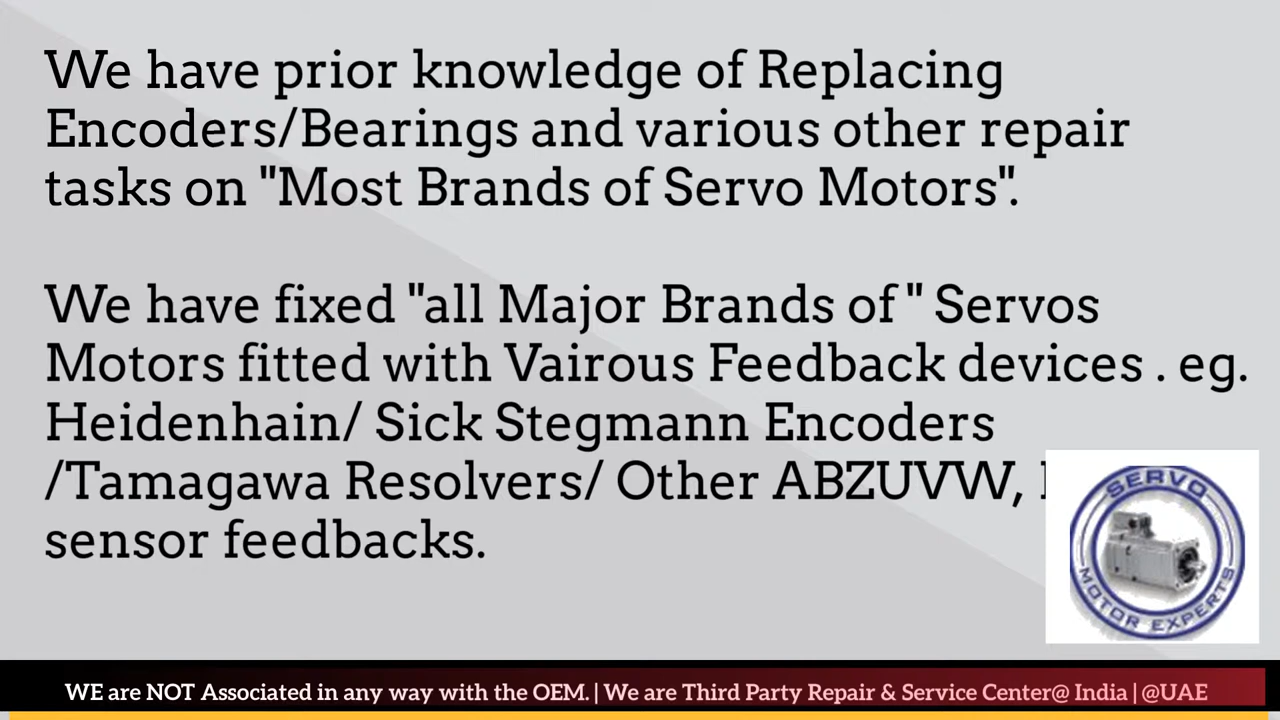 We have prior knowledge of Replacing
Encoders/Bearings and various other repair
tasks on "Most Brands of Servo Motors".
We have fixed "all Major Brands of " Servos
Motors fitted with Vairous Feedback devices . eg.
Heidenhain/ Sick Stegmann Encoders
/Tamagawa Resolvers/ Other ABZUVW,
sensor feedbacks.
SERVO
MOTOR EXPERTS
WE are NOT Associated in any way with the OEM. | We are Third Party Repair & Service Center@ India | @UAE